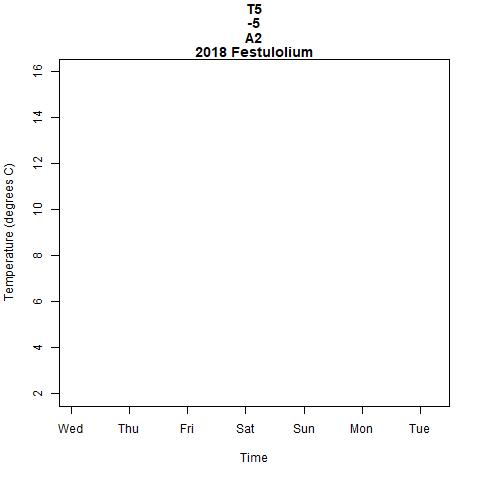 T5
-5
A2
2018 Festulolium
16
14
12
10
8
6
4
2
Temperature (degrees C)
Wed Thu Fri Sat Sun Mon Tue
Time